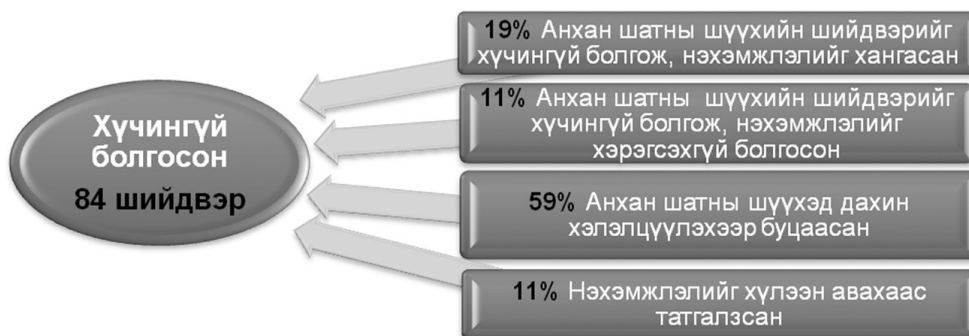 Хүчингүй
болгосон
84 шийдвэр
19% Анхан шатны шүүхийн шийдвэрийг
хүчингүй болгож, нэхэмжлэлийг хангасан
11% Анхан шатны шүүхийн шийдвэрийг
хүчингүй болгож, нэхэмжлэлийг
хэрэгсэхгүй болгосон
59% Анхан шатны шүүхэд дахин
хэлэлцүүлэхээр буцаасан
11% Нэхэмжлэлийг хүлээн авахаас
татгалзсан